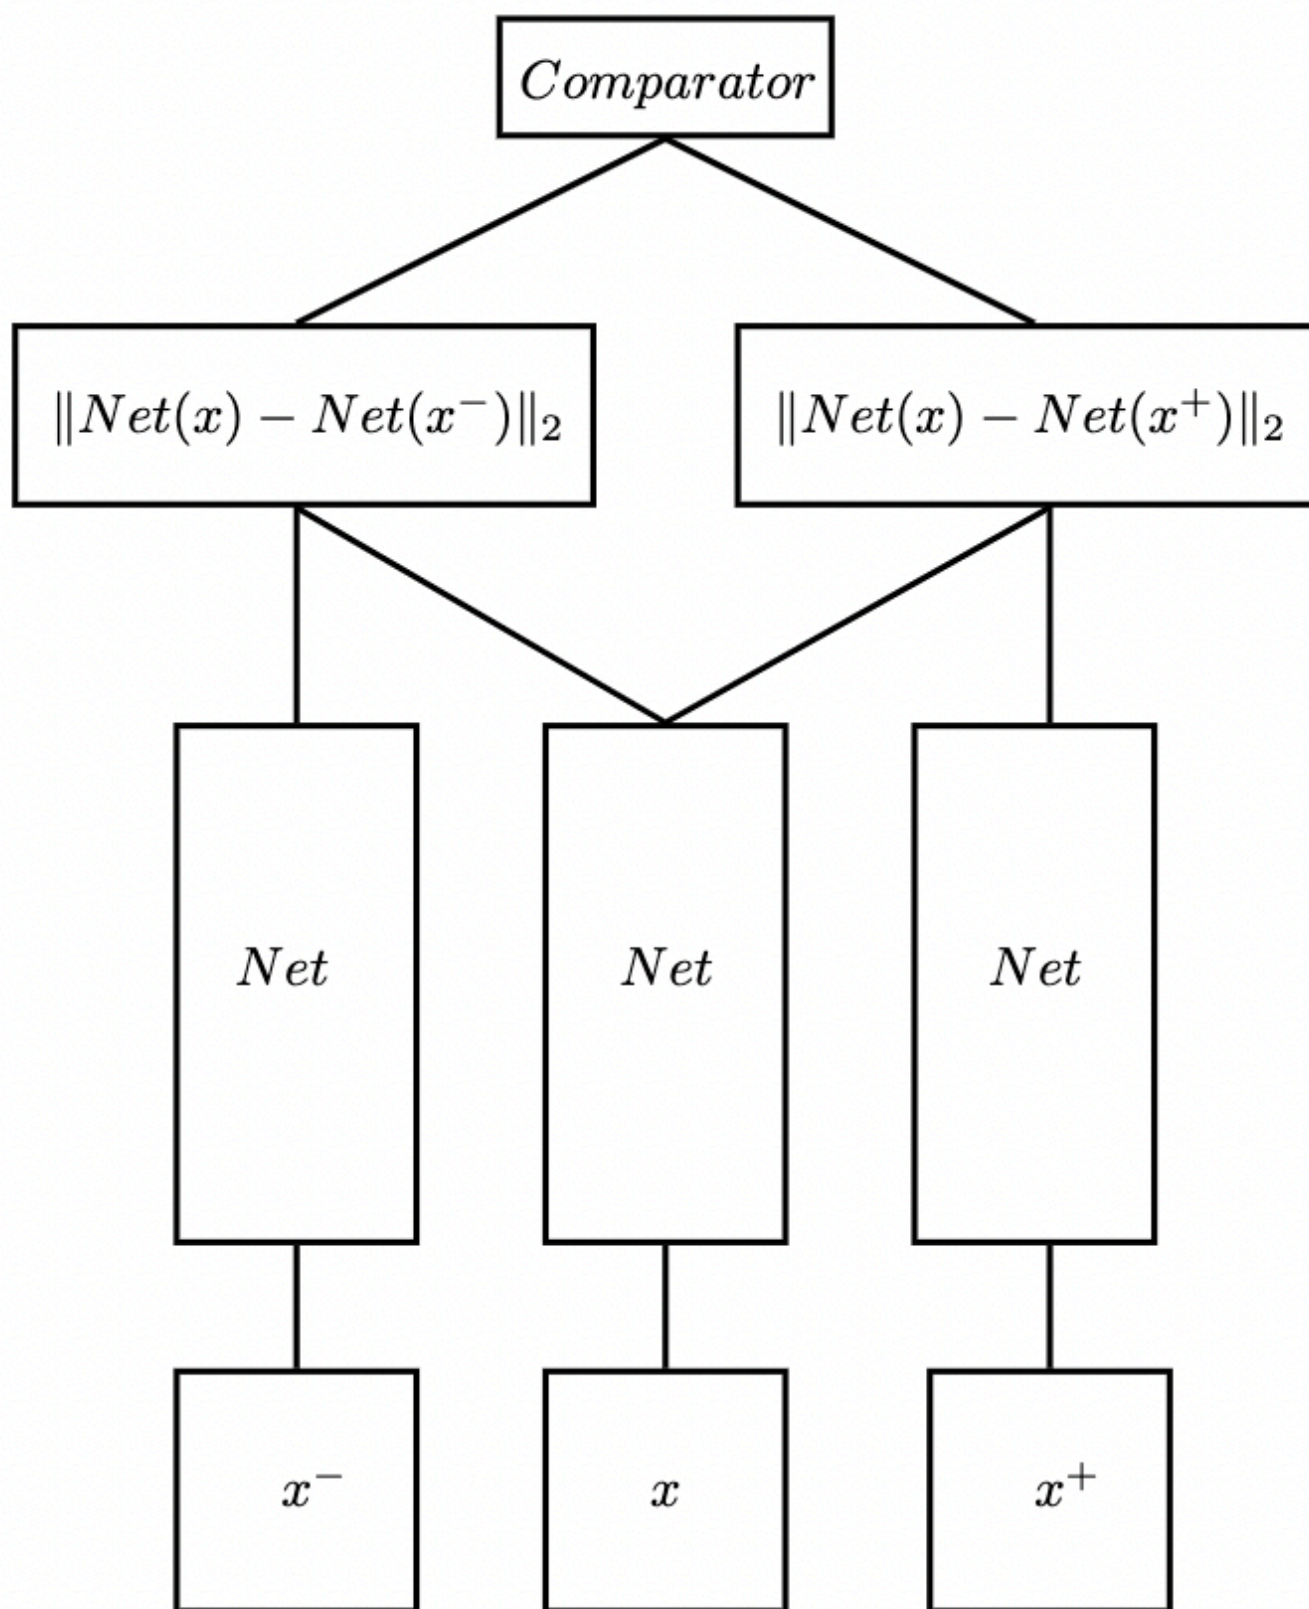 Comparator
‖Net(x) − Net(x⁻)‖₂ ‖Net(x) − Net(x⁺)‖₂
Net Net Net
x⁻ x x⁺